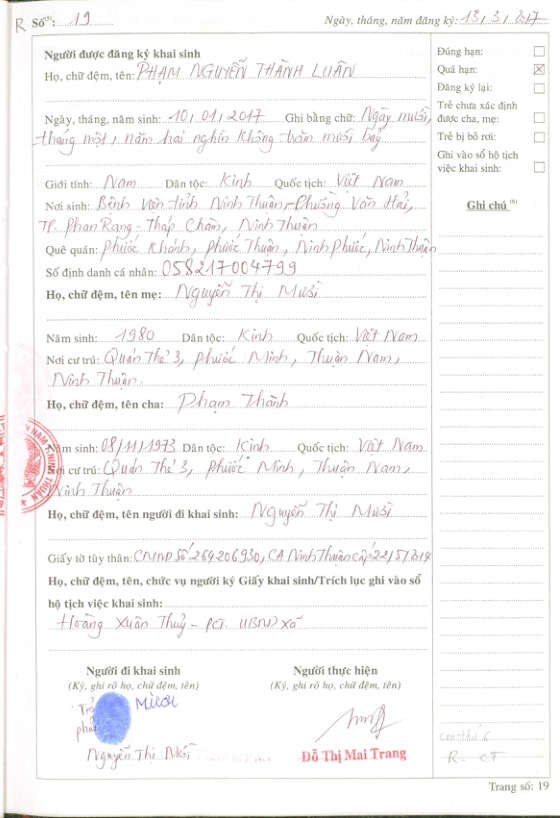 R Số⁽⁵⁾: 19 Ngày, tháng, năm đăng ký: 13, 3, 2017
Người được đăng ký khai sinh
Họ, chữ đệm, tên: PHẠM NGUYỄN THÀNH LUÂN
Ngày, tháng, năm sinh: 10, 01, 2017 Ghi bằng chữ: Ngày mười,
tháng một, năm hai nghìn không trăm mười bảy
Giới tính: Nam Dân tộc: Kinh Quốc tịch: Việt Nam
Nơi sinh: Bệnh viện tỉnh Ninh Thuận, Phường Văn Hải,
TP. Phan Rang - Tháp Chàm, Ninh Thuận
Quê quán: Phước Khánh, Phước Thuận, Ninh Phước, Ninh Thuận
Số định danh cá nhân: 058217004799
Họ, chữ đệm, tên mẹ: Nguyễn Thị Mười
Năm sinh: 1980 Dân tộc: Kinh Quốc tịch: Việt Nam
Nơi cư trú: Quán Thẻ 3, Phước Minh, Thuận Nam,
Ninh Thuận.
Họ, chữ đệm, tên cha: Phạm Thành
Năm sinh: 08/11/1973 Dân tộc: Kinh Quốc tịch: Việt Nam
Nơi cư trú: Quán Thẻ 3, Phước Minh, Thuận Nam,
Ninh Thuận
Họ, chữ đệm, tên người đi khai sinh: Nguyễn Thị Mười
Giấy tờ tùy thân: CMND Số 264206930, CA Ninh Thuận cấp 22/5/2014
Họ, chữ đệm, tên, chức vụ người ký Giấy khai sinh/Trích lục ghi vào sổ
hộ tịch việc khai sinh:
Hoàng Xuân Thuỷ - PCT. UBND xã
Người đi khai sinh
(Ký, ghi rõ họ, chữ đệm, tên)
Trỏ Mười
phải
Nguyễn Thị Mười
Người thực hiện
(Ký, ghi rõ họ, chữ đệm, tên)
Đỗ Thị Mai Trang
Đúng hạn:
Quá hạn: ☒
Đăng ký lại:
Trẻ chưa xác định
được cha, mẹ:
Trẻ bị bỏ rơi:
Ghi vào sổ hộ tịch
việc khai sinh:
Ghi chú ⁽⁶⁾
con thứ 6
R - CT
Trang số: 19